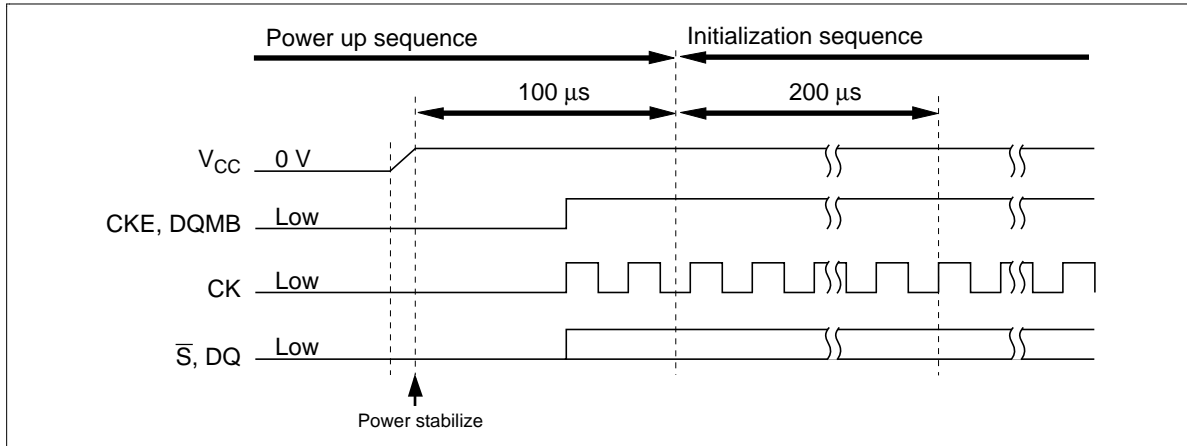 Power up sequence
Initialization sequence
100 µs
200 µs
VCC 0 V
CKE, DQMB Low
CK Low
S̅, DQ Low
Power stabilize